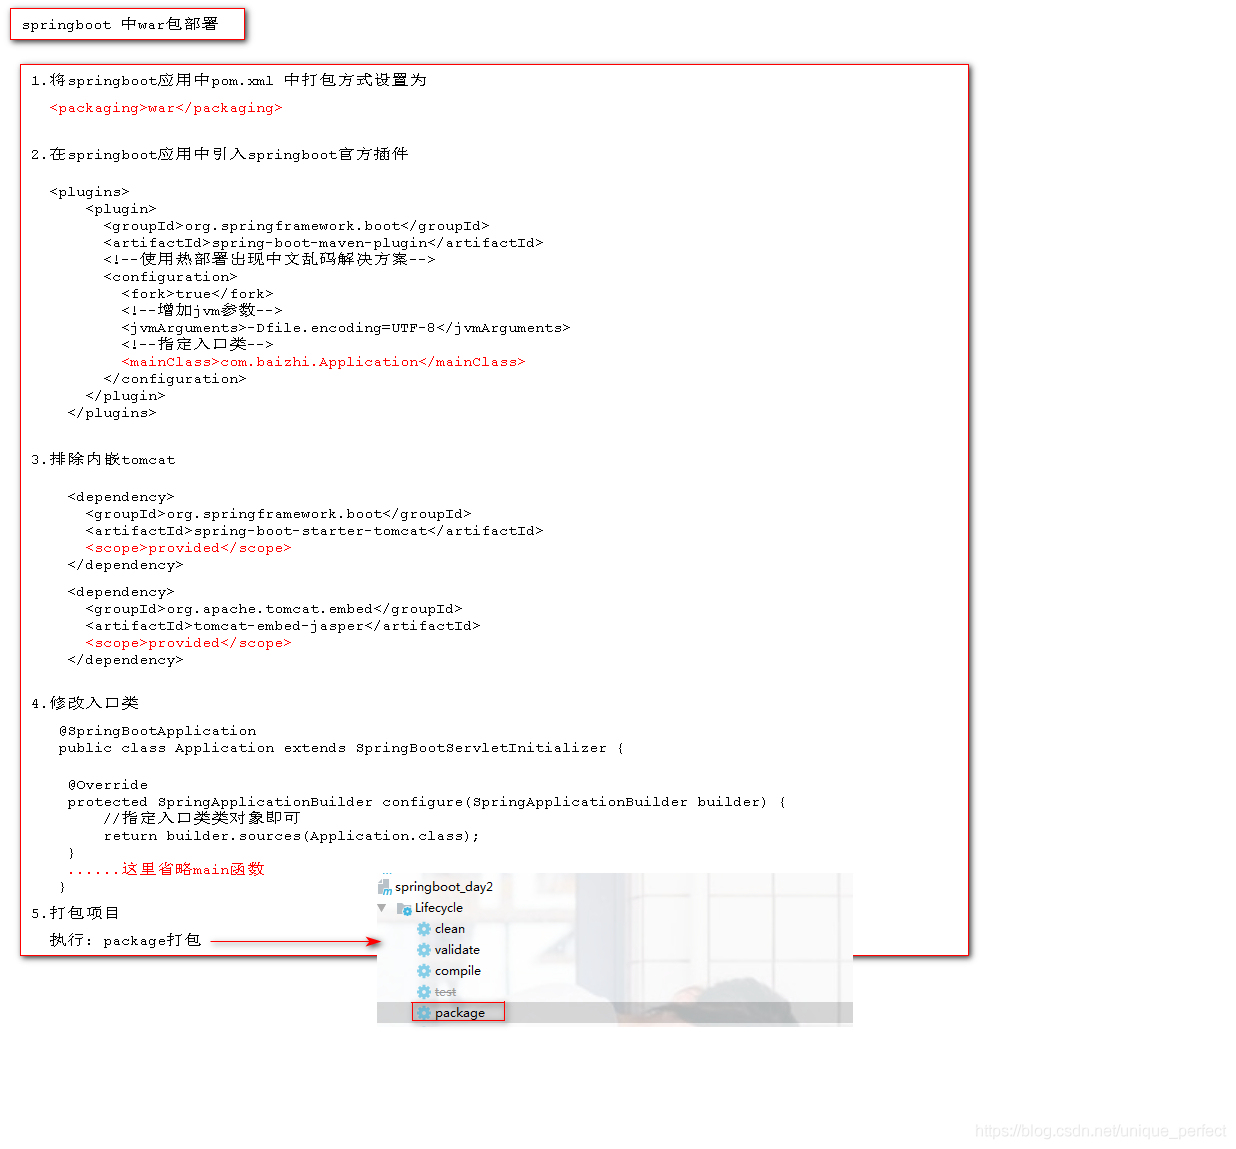 springboot 中war包部署
1.将springboot应用中pom.xml 中打包方式设置为
<packaging>war</packaging>
2.在springboot应用中引入springboot官方插件
<plugins>
<plugin>
<groupId>org.springframework.boot</groupId>
<artifactId>spring-boot-maven-plugin</artifactId>
<!--使用热部署出现中文乱码解决方案-->
<configuration>
<fork>true</fork>
<!--增加jvm参数-->
<jvmArguments>-Dfile.encoding=UTF-8</jvmArguments>
<!--指定入口类-->
<mainClass>com.baizhi.Application</mainClass>
</configuration>
</plugin>
</plugins>
3.排除内嵌tomcat
<dependency>
<groupId>org.springframework.boot</groupId>
<artifactId>spring-boot-starter-tomcat</artifactId>
<scope>provided</scope>
</dependency>
<dependency>
<groupId>org.apache.tomcat.embed</groupId>
<artifactId>tomcat-embed-jasper</artifactId>
<scope>provided</scope>
</dependency>
4.修改入口类
@SpringBootApplication
public class Application extends SpringBootServletInitializer {
@Override
protected SpringApplicationBuilder configure(SpringApplicationBuilder builder) {
//指定入口类类对象即可
return builder.sources(Application.class);
}
......这里省略main函数
}
5.打包项目
执行: package打包
springboot_day2
Lifecycle
clean
validate
compile
test
package
https://blog.csdn.net/unique_perfect